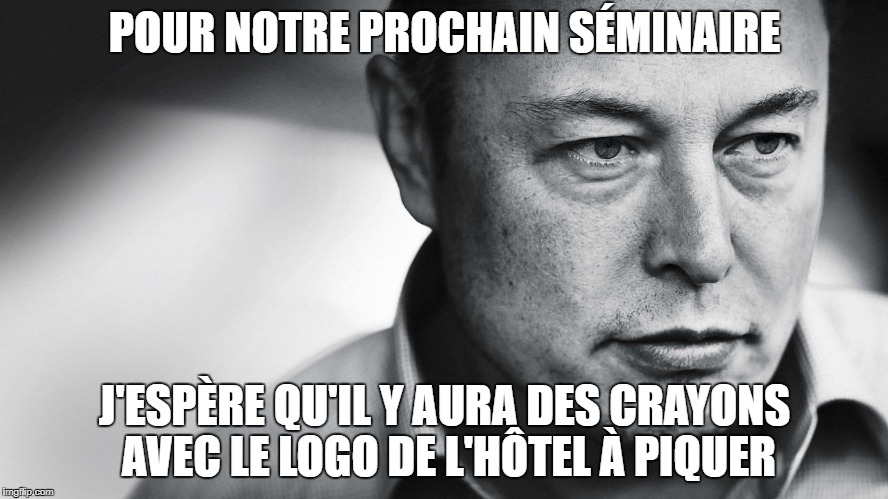 POUR NOTRE PROCHAIN SÉMINAIRE
J'ESPÈRE QU'IL Y AURA DES CRAYONS
AVEC LE LOGO DE L'HÔTEL À PIQUER
imgflip.com